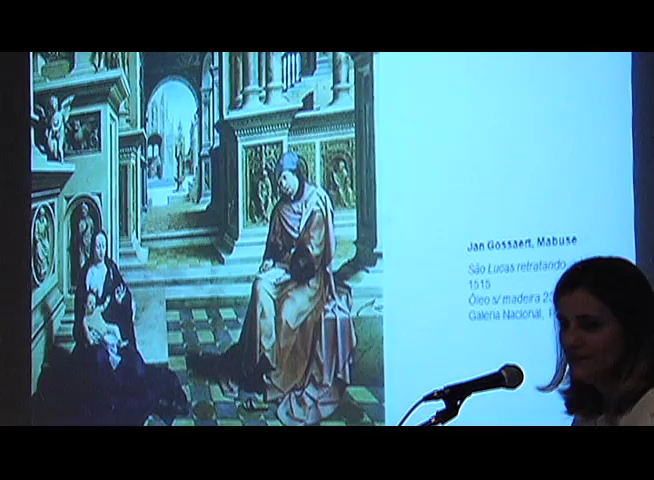 Jan Gossaert, Mabuse
São Lucas retratando
1515
Óleo s/ madeira
Galeria Nacional,